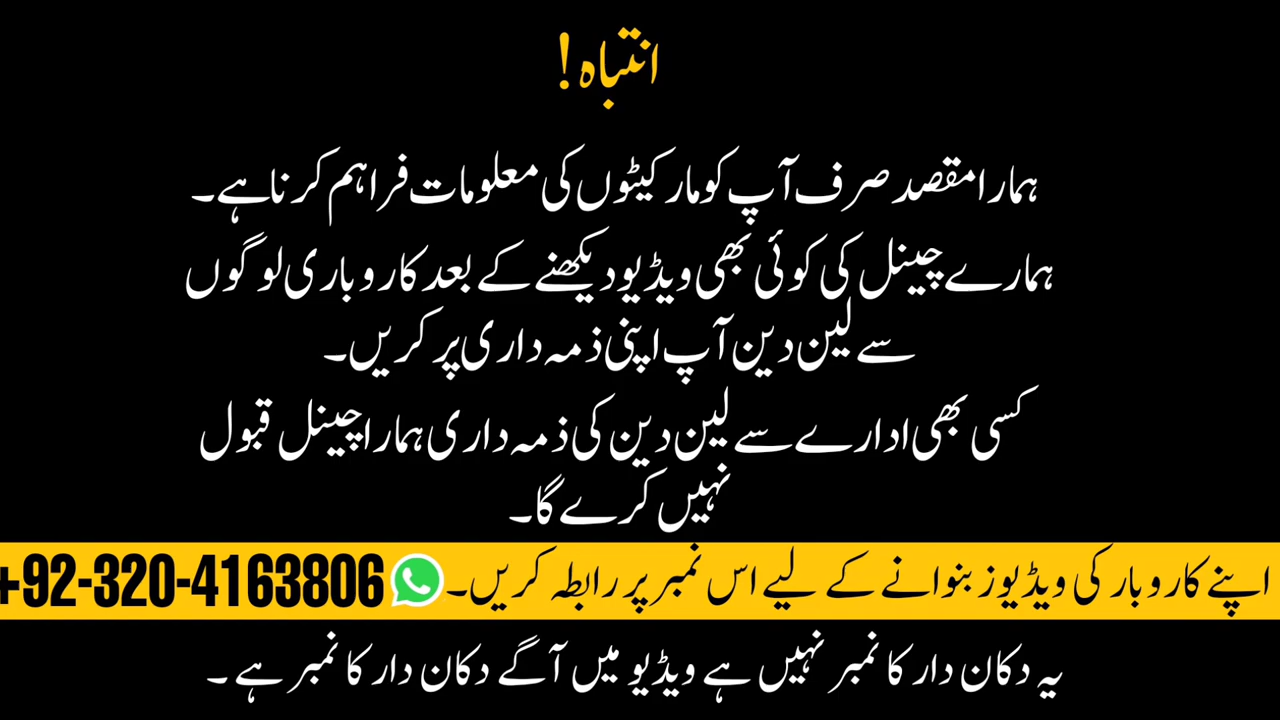 انتباہ!
ہمارا مقصد صرف آپ کو مارکیٹوں کی معلومات فراہم کرنا ہے۔
ہمارے چینل کی کوئی بھی ویڈیو دیکھنے کے بعد کاروباری لوگوں
سے لین دین آپ اپنی ذمہ داری پر کریں۔
کسی بھی ادارے سے لین دین کی ذمہ داری ہمارا چینل قبول
نہیں کرے گا۔
اپنے کاروبار کی ویڈیوز بنوانے کے لیے اس نمبر پر رابطہ کریں۔ +92-320-4163806
یہ دکان دار کا نمبر نہیں ہے ویڈیو میں آگے دکان دار کا نمبر ہے ۔